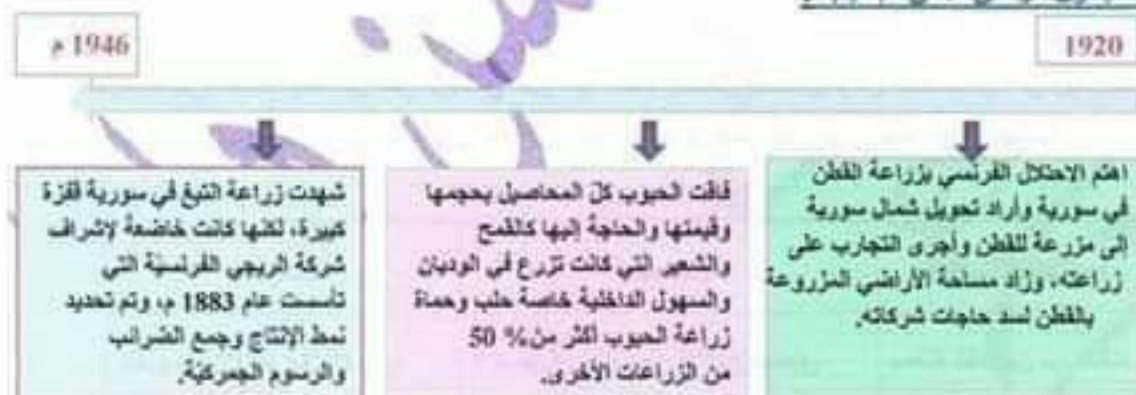 1920
1946 م
اهتم الاحتلال الفرنسي بزراعة القطن
في سورية وأراد تحويل شمال سورية
إلى مزرعة للقطن وأجرى التجارب على
زراعته، وزاد مساحة الأراضي المزروعة
بالقطن لسد حاجات شركاته.
فاقت الحبوب كلّ المحاصيل بحجمها
وقيمتها والحاجة إليها كالقمح
والشعير التي كانت تزرع في الوديان
والسهول الداخلية خاصة حلب وحماة
زراعة الحبوب أكثر من% 50
من الزراعات الأخرى.
شهدت زراعة التبغ في سورية قفزة
كبيرة، لكنها كانت خاضعة لإشراف
شركة الريجي الفرنسيّة التي
تأسست عام 1883 م، وتم تحديد
نمط الإنتاج وجمع الضرائب
والرسوم الجمركيّة.